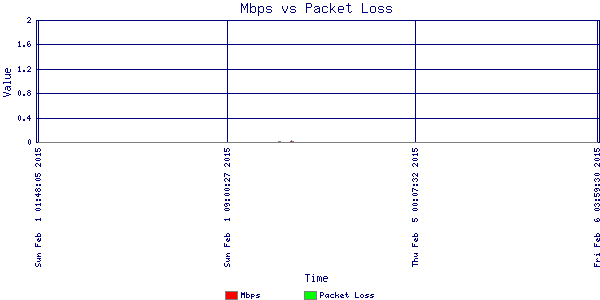 Mbps vs Packet Loss
Value
2
1.6
1.2
0.8
0.4
0
Sun Feb  1 01:48:05 2015
Sun Feb  1 09:00:27 2015
Thu Feb  5 00:07:32 2015
Fri Feb  6 03:59:30 2015
Time
Mbps
Packet Loss